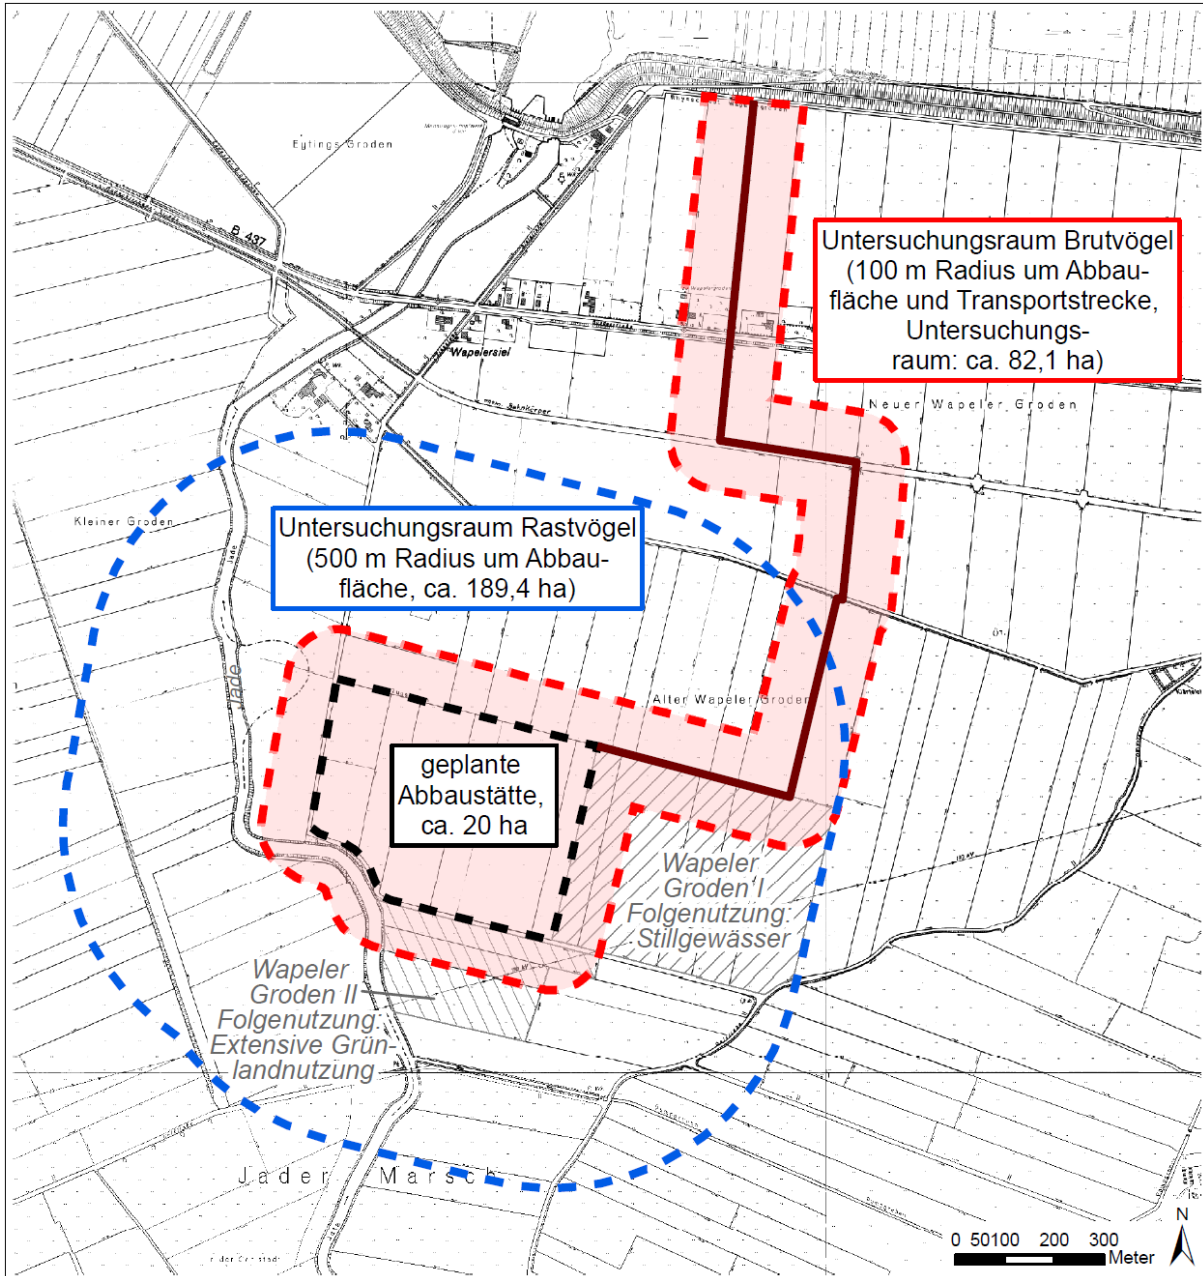 Eytings Groden
B 437
Untersuchungsraum Brutvögel
(100 m Radius um Abbau-
fläche und Transportstrecke,
Untersuchungs-
raum: ca. 82,1 ha)
Wapelersiel
Neuer Wapeler Groden
Kleiner Groden
Jade
Untersuchungsraum Rastvögel
(500 m Radius um Abbau-
fläche, ca. 189,4 ha)
Jade
Alter Wapeler Groden
geplante
Abbaustätte,
ca. 20 ha
Wapeler
Groden I
Folgenutzung:
Stillgewässer
Wapeler
Groden II
Folgenutzung:
Extensive Grün-
landnutzung
Jader Marsch
N
0 50100 200 300
Meter